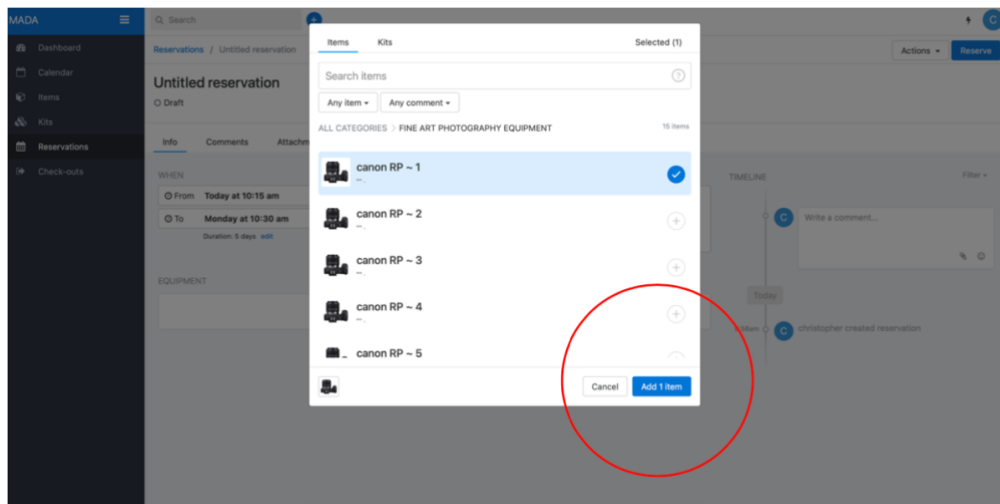 MADA
Search
Dashboard
Calendar
Items
Kits
Reservations
Check-outs
Reservations / Untitled reservation
Actions
Reserve
Untitled reservation
Draft
Info Comments Attachm
WHEN
From Today at 10:15 am
To Monday at 10:30 am
Duration: 5 days edit
EQUIPMENT
Items Kits Selected (1)
Search items
Any item Any comment
ALL CATEGORIES > FINE ART PHOTOGRAPHY EQUIPMENT 15 items
canon RP ~ 1
canon RP ~ 2
canon RP ~ 3
canon RP ~ 4
canon RP ~ 5
Cancel Add 1 item
TIMELINE Filter
C
C Write a comment...
Today
C christopher created reservation